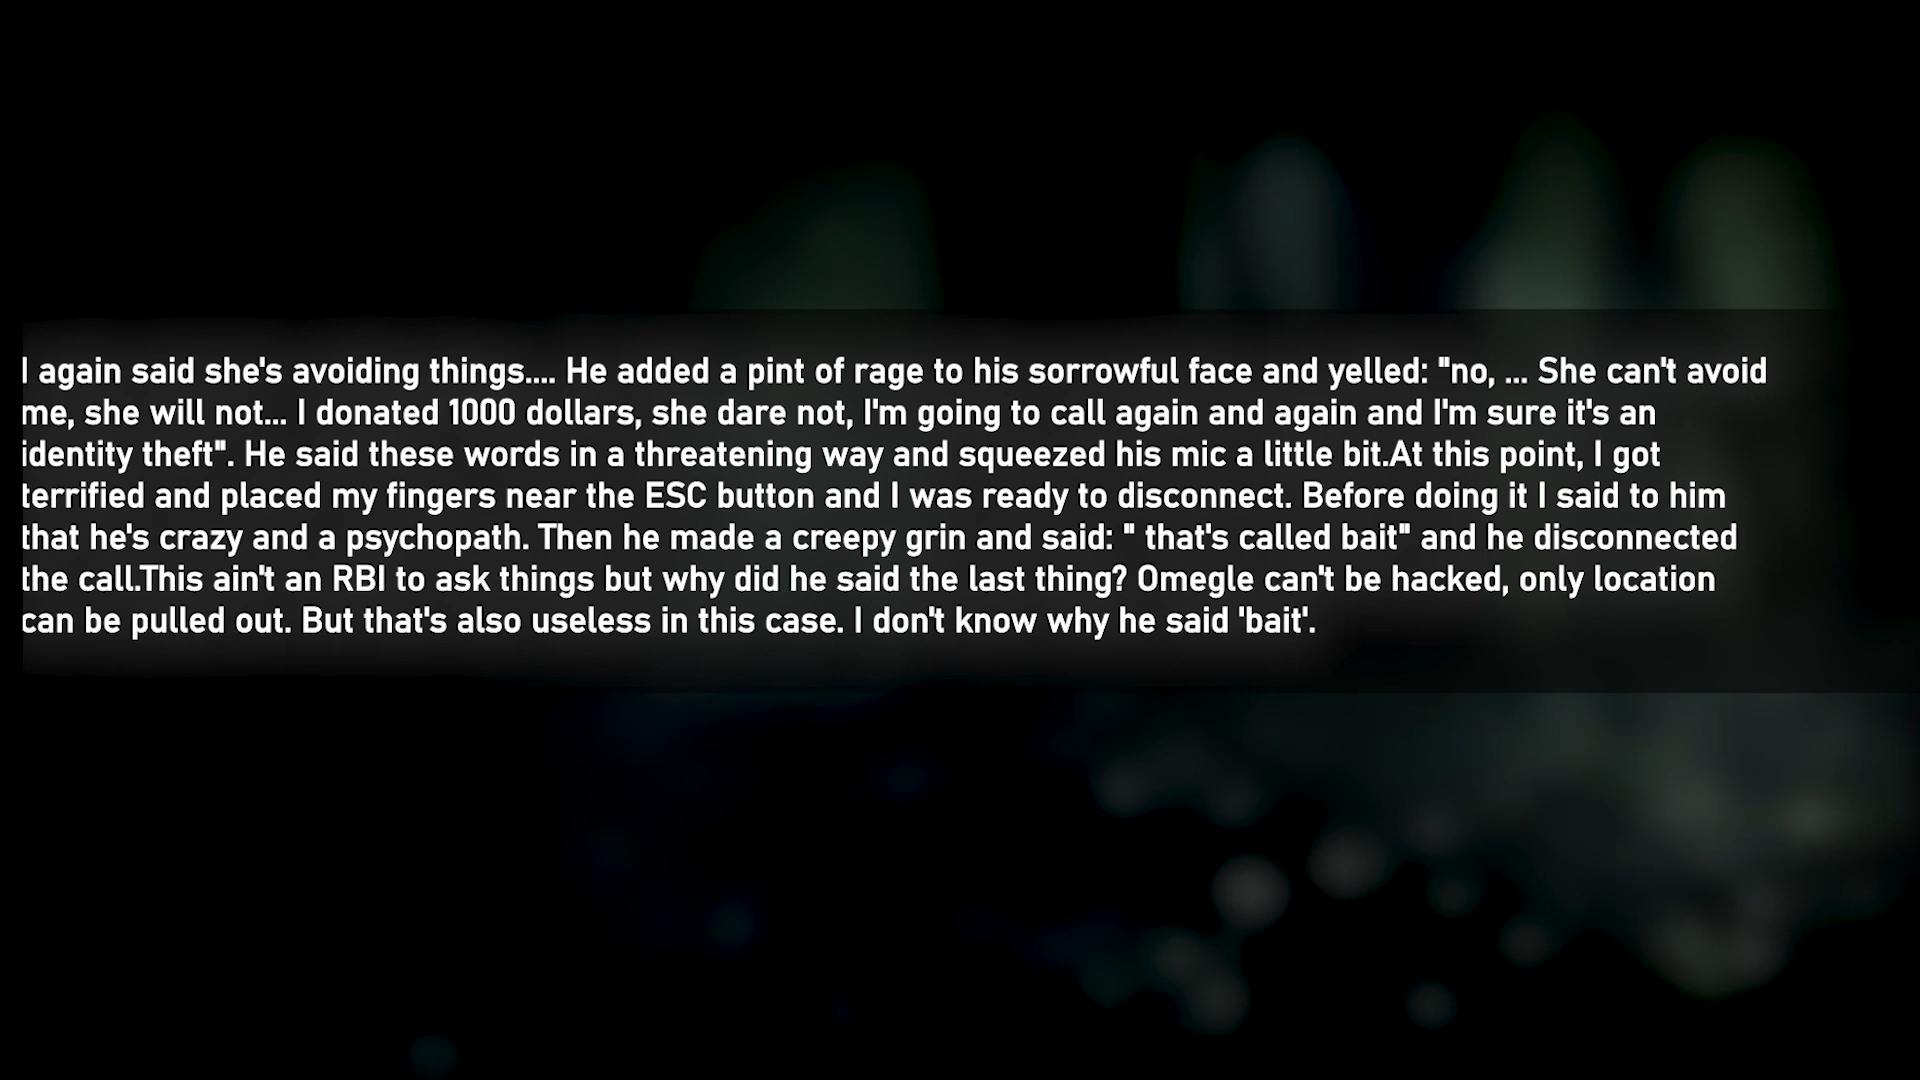 I again said she's avoiding things.... He added a pint of rage to his sorrowful face and yelled: "no, ... She can't avoid
me, she will not... I donated 1000 dollars, she dare not, I'm going to call again and again and I'm sure it's an
identity theft". He said these words in a threatening way and squeezed his mic a little bit.At this point, I got
terrified and placed my fingers near the ESC button and I was ready to disconnect. Before doing it I said to him
that he's crazy and a psychopath. Then he made a creepy grin and said: " that's called bait" and he disconnected
the call.This ain't an RBI to ask things but why did he said the last thing? Omegle can't be hacked, only location
can be pulled out. But that's also useless in this case. I don't know why he said 'bait'.